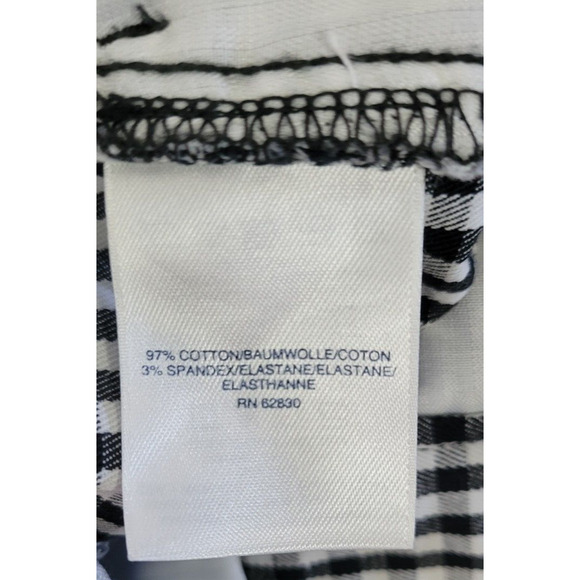 97% COTTON/BAUMWOLLE/COTON
3% SPANDEX/ELASTANE/ELASTANE/
ELASTHANNE
RN 62830